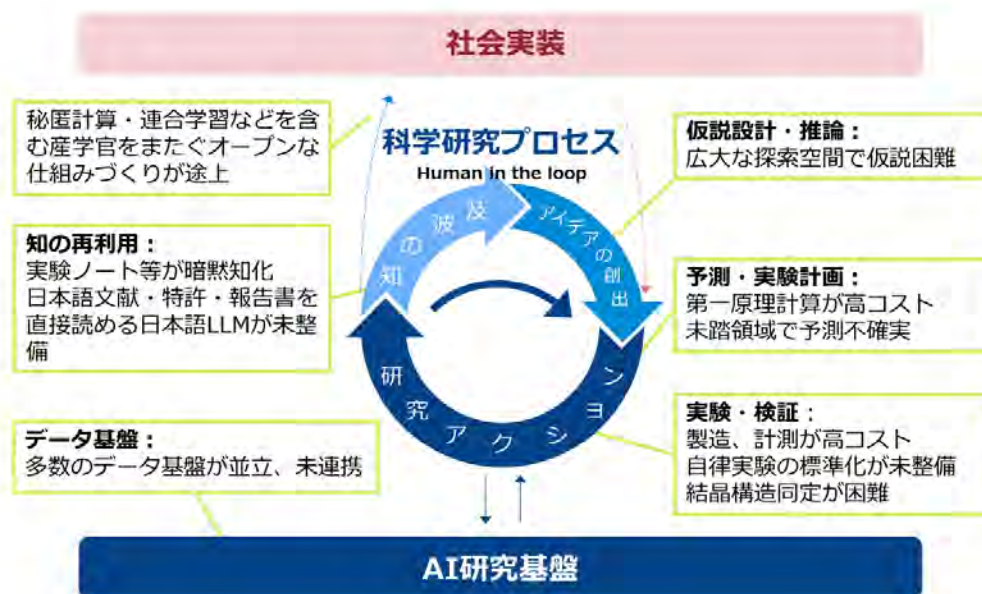 社会実装
秘匿計算・連合学習などを含
む産学官をまたぐオープンな
仕組みづくりが途上
科学研究プロセス
Human in the loop
仮説設計・推論：
広大な探索空間で仮説困難
知の波及
アイデアの創出
知の再利用：
実験ノート等が暗黙知化
日本語文献・特許・報告書を
直接読める日本語LLMが未整
備
予測・実験計画：
第一原理計算が高コスト
未踏領域で予測不確実
研究アクション
データ基盤：
多数のデータ基盤が並立、未連携
実験・検証：
製造、計測が高コスト
自律実験の標準化が未整備
結晶構造同定が困難
AI研究基盤